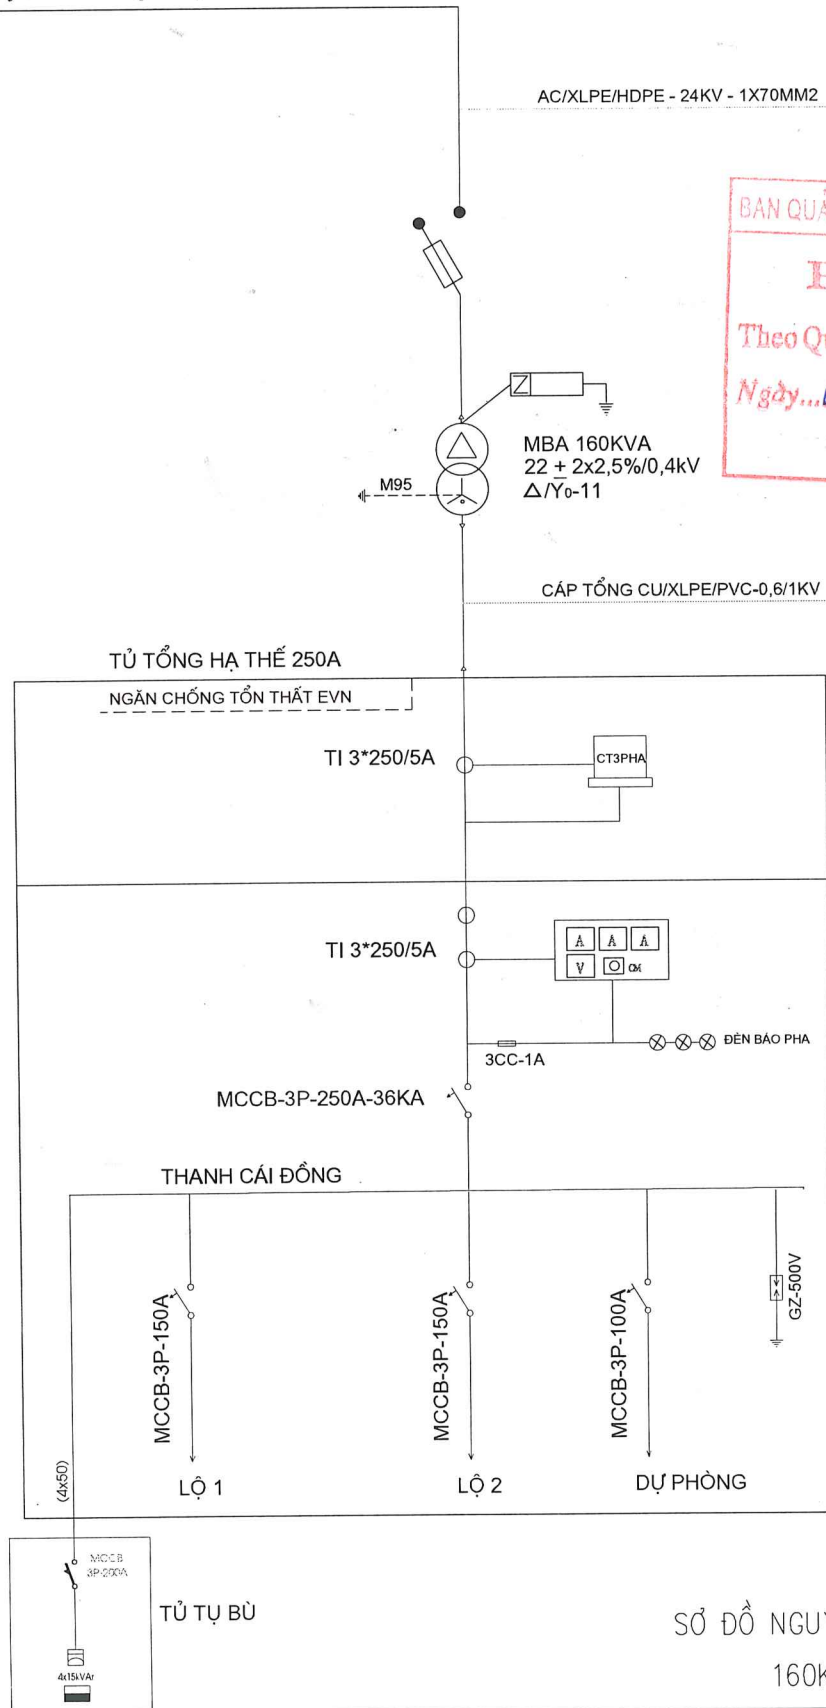 AC/XLPE/HDPE - 24KV - 1X70MM2
BAN QUẢ
Theo Qu
Ngày...
Z
MBA 160KVA
22 ± 2x2,5%/0,4kV
Δ/Y₀-11
M95
CÁP TỔNG CU/XLPE/PVC-0,6/1KV
TỦ TỔNG HẠ THẾ 250A
NGĂN CHỐNG TỔN THẤT EVN
TI 3*250/5A
CT3PHA
TI 3*250/5A
A A A
V CM
3CC-1A
ĐÈN BÁO PHA
MCCB-3P-250A-36KA
THANH CÁI ĐỒNG
MCCB-3P-150A
MCCB-3P-150A
MCCB-3P-100A
GZ-500V
(4x50)
LỘ 1
LỘ 2
DỰ PHÒNG
MCCB
3P-200A
TỦ TỤ BÙ
4x15kVAr
SƠ ĐỒ NGUY
160K